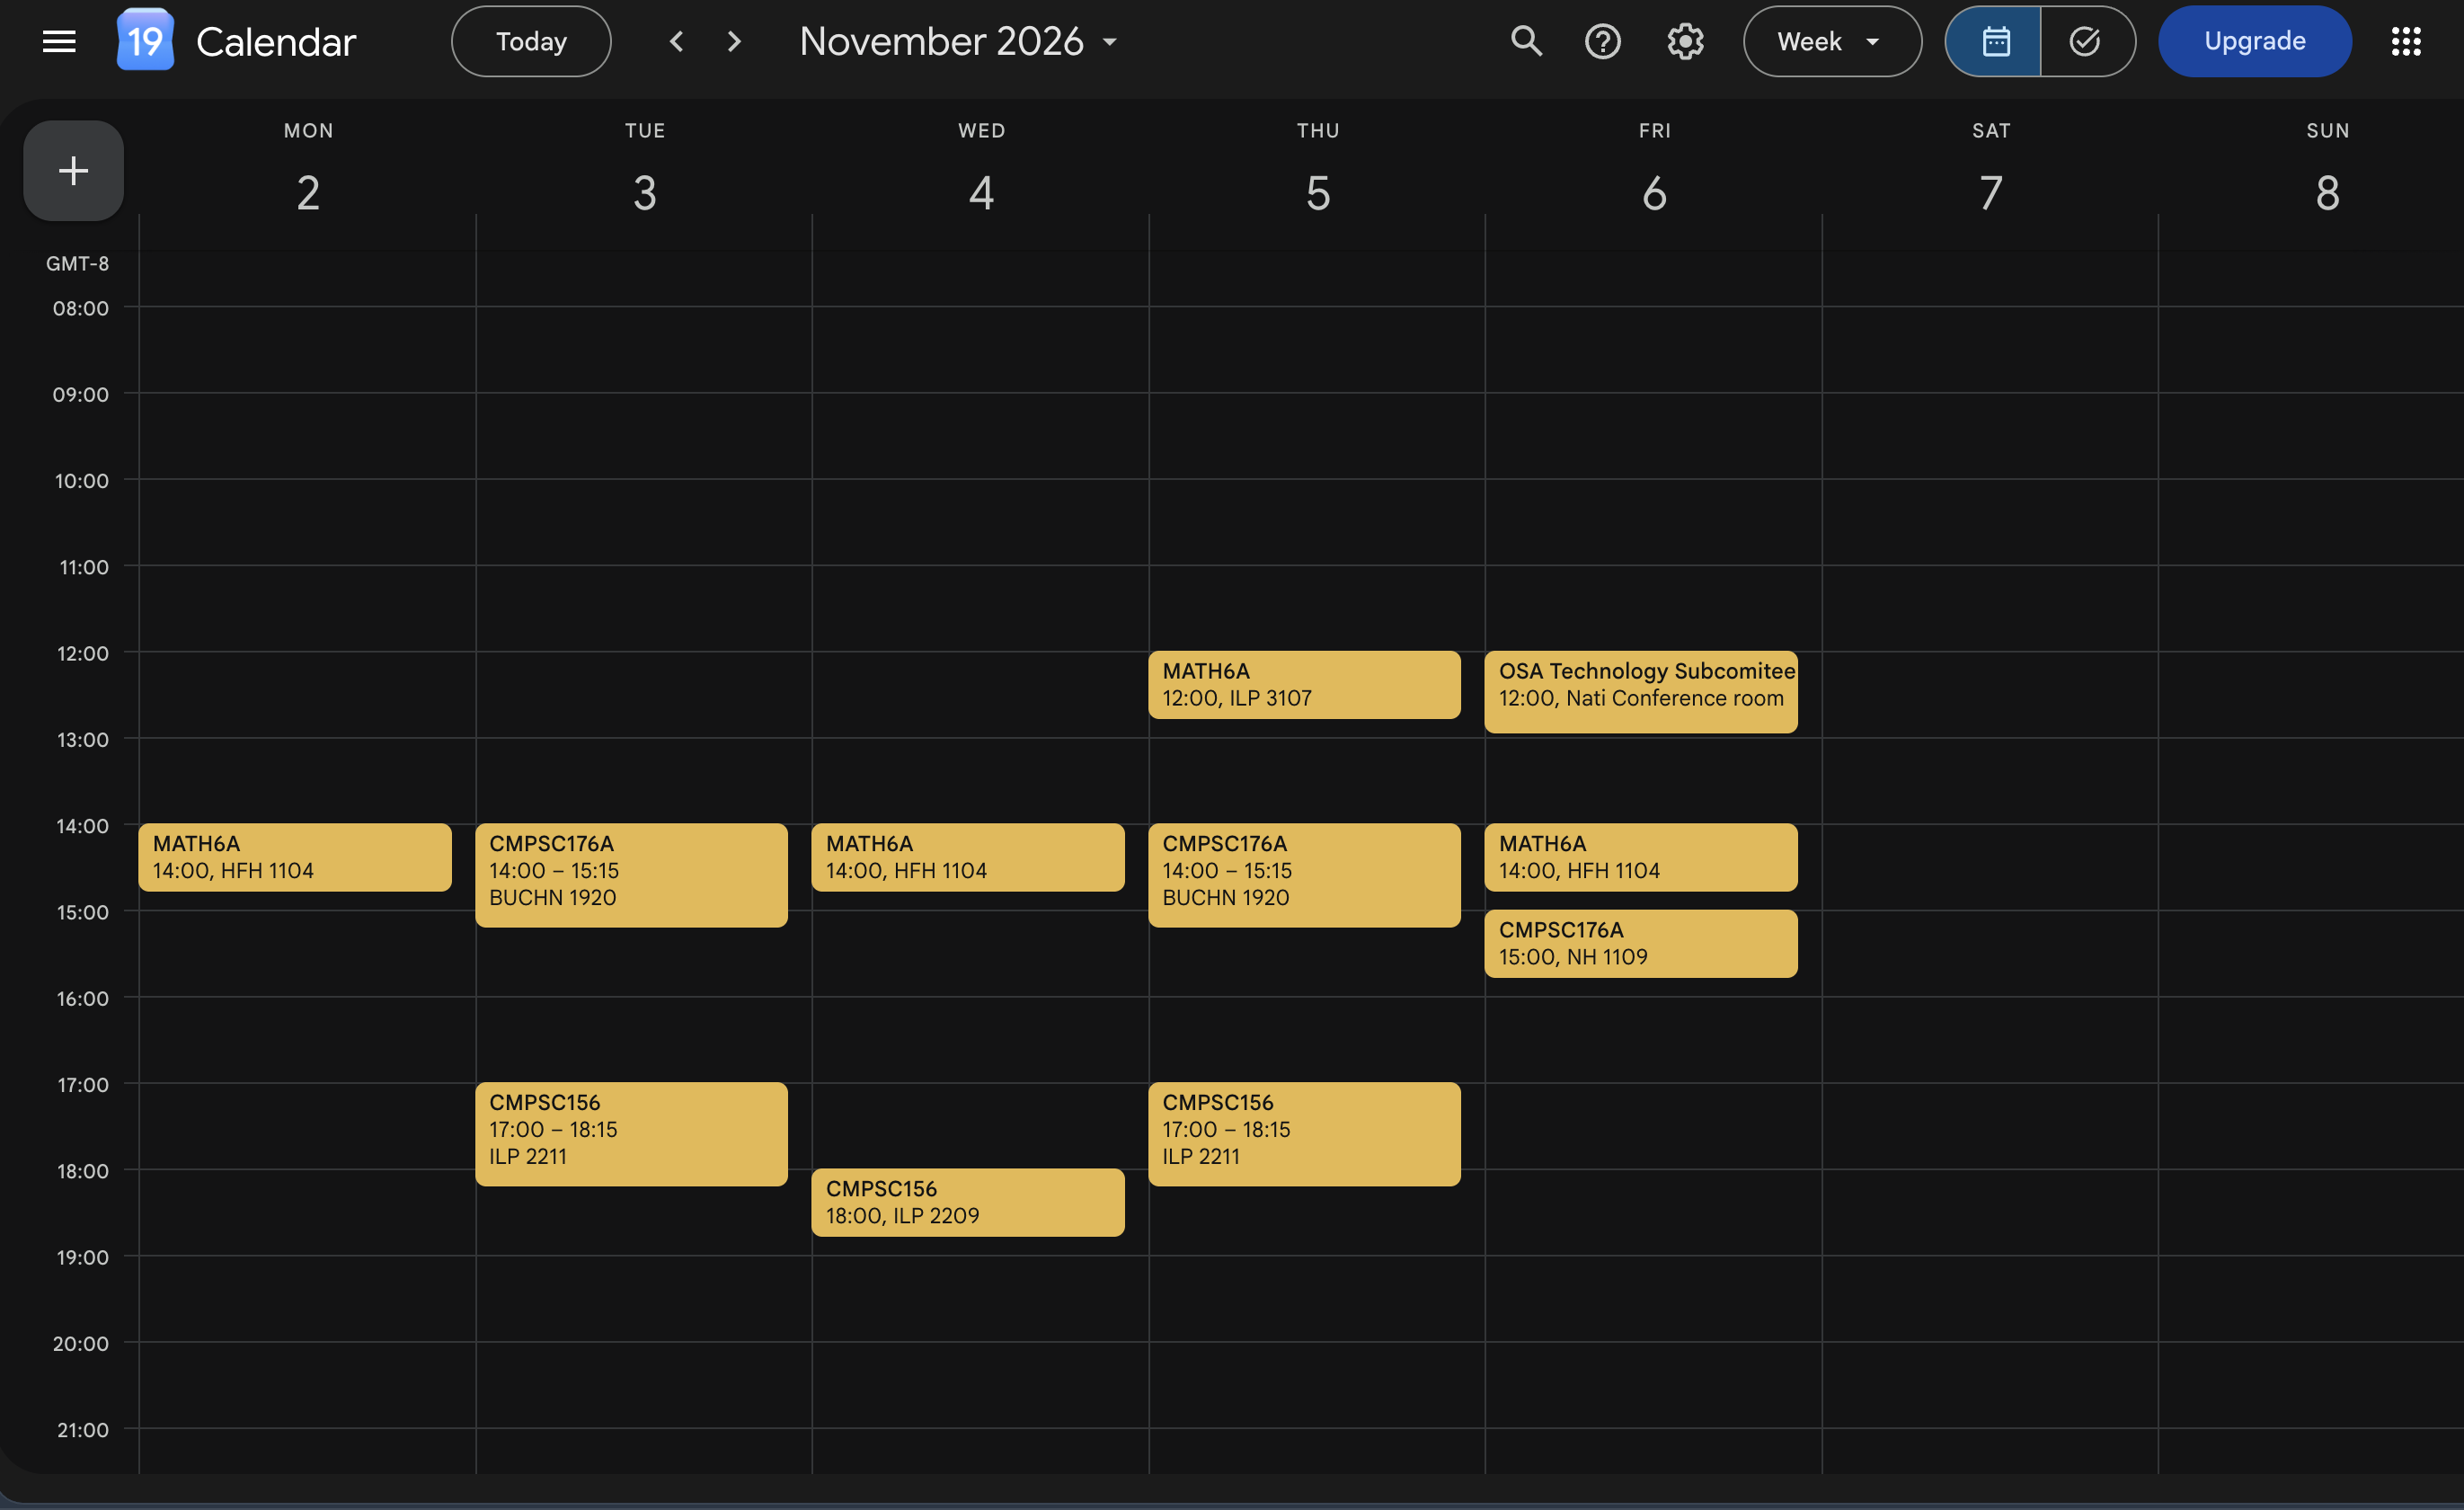 19 Calendar Today November 2026 Week Upgrade
MON TUE WED THU FRI SAT SUN
2 3 4 5 6 7 8
GMT-8
08:00
09:00
10:00
11:00
12:00
13:00
14:00
15:00
16:00
17:00
18:00
19:00
20:00
21:00
MATH6A
14:00, HFH 1104
CMPSC176A
14:00 – 15:15
BUCHN 1920
CMPSC156
17:00 – 18:15
ILP 2211
MATH6A
14:00, HFH 1104
CMPSC156
18:00, ILP 2209
MATH6A
12:00, ILP 3107
CMPSC176A
14:00 – 15:15
BUCHN 1920
CMPSC156
17:00 – 18:15
ILP 2211
OSA Technology Subcomitee
12:00, Nati Conference room
MATH6A
14:00, HFH 1104
CMPSC176A
15:00, NH 1109